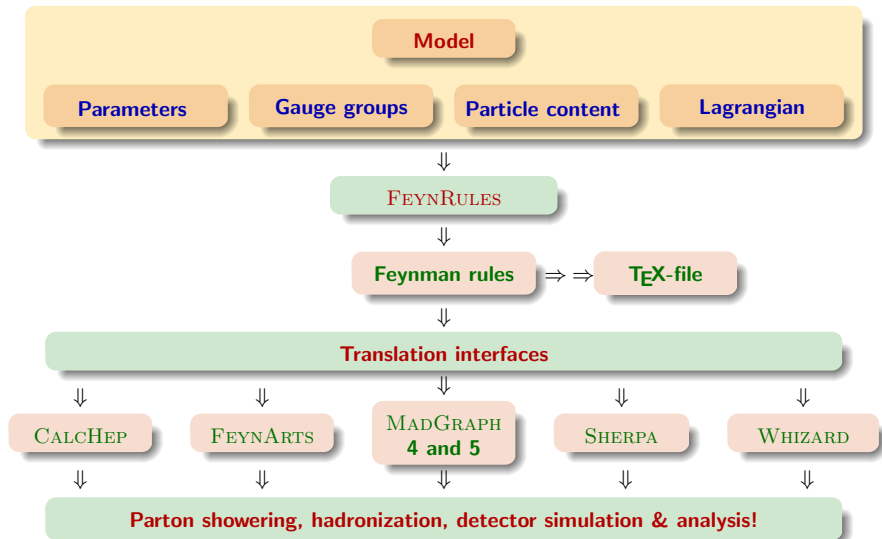 Model
Parameters
Gauge groups
Particle content
Lagrangian
⇓
FEYNRULES
⇓
Feynman rules ⇒ ⇒ TEX-file
⇓
Translation interfaces
⇓ ⇓ ⇓ ⇓ ⇓
CALCHEP
FEYNARTS
MADGRAPH
4 and 5
SHERPA
WHIZARD
⇓ ⇓ ⇓ ⇓ ⇓
Parton showering, hadronization, detector simulation & analysis!